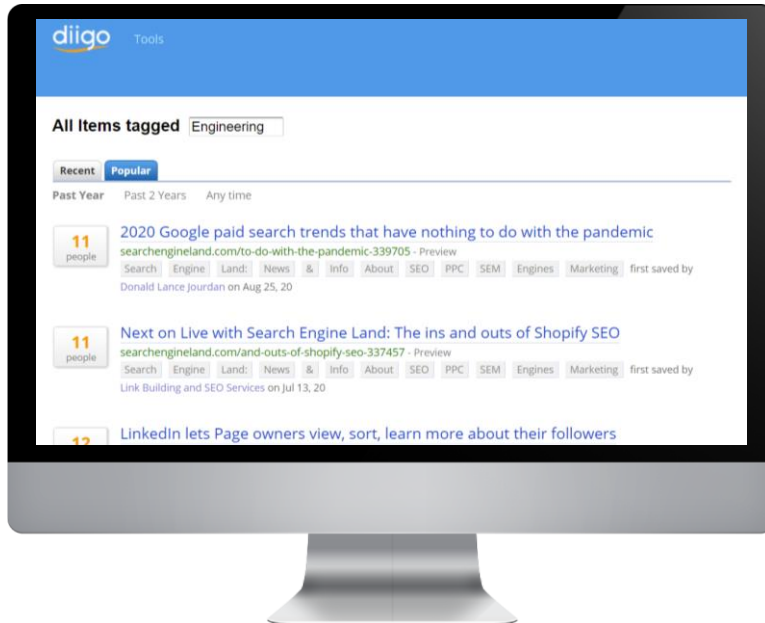 diigo Tools
All Items tagged Engineering
Recent Popular
Past Year Past 2 Years Any time
11
people
2020 Google paid search trends that have nothing to do with the pandemic
searchengineland.com/to-do-with-the-pandemic-339705 - Preview
Search Engine Land: News & Info About SEO PPC SEM Engines Marketing first saved by
Donald Lance Jourdan on Aug 25, 20
11
people
Next on Live with Search Engine Land: The ins and outs of Shopify SEO
searchengineland.com/and-outs-of-shopify-seo-337457 - Preview
Search Engine Land: News & Info About SEO PPC SEM Engines Marketing first saved by
Link Building and SEO Services on Jul 13, 20
12
LinkedIn lets Page owners view, sort, learn more about their followers